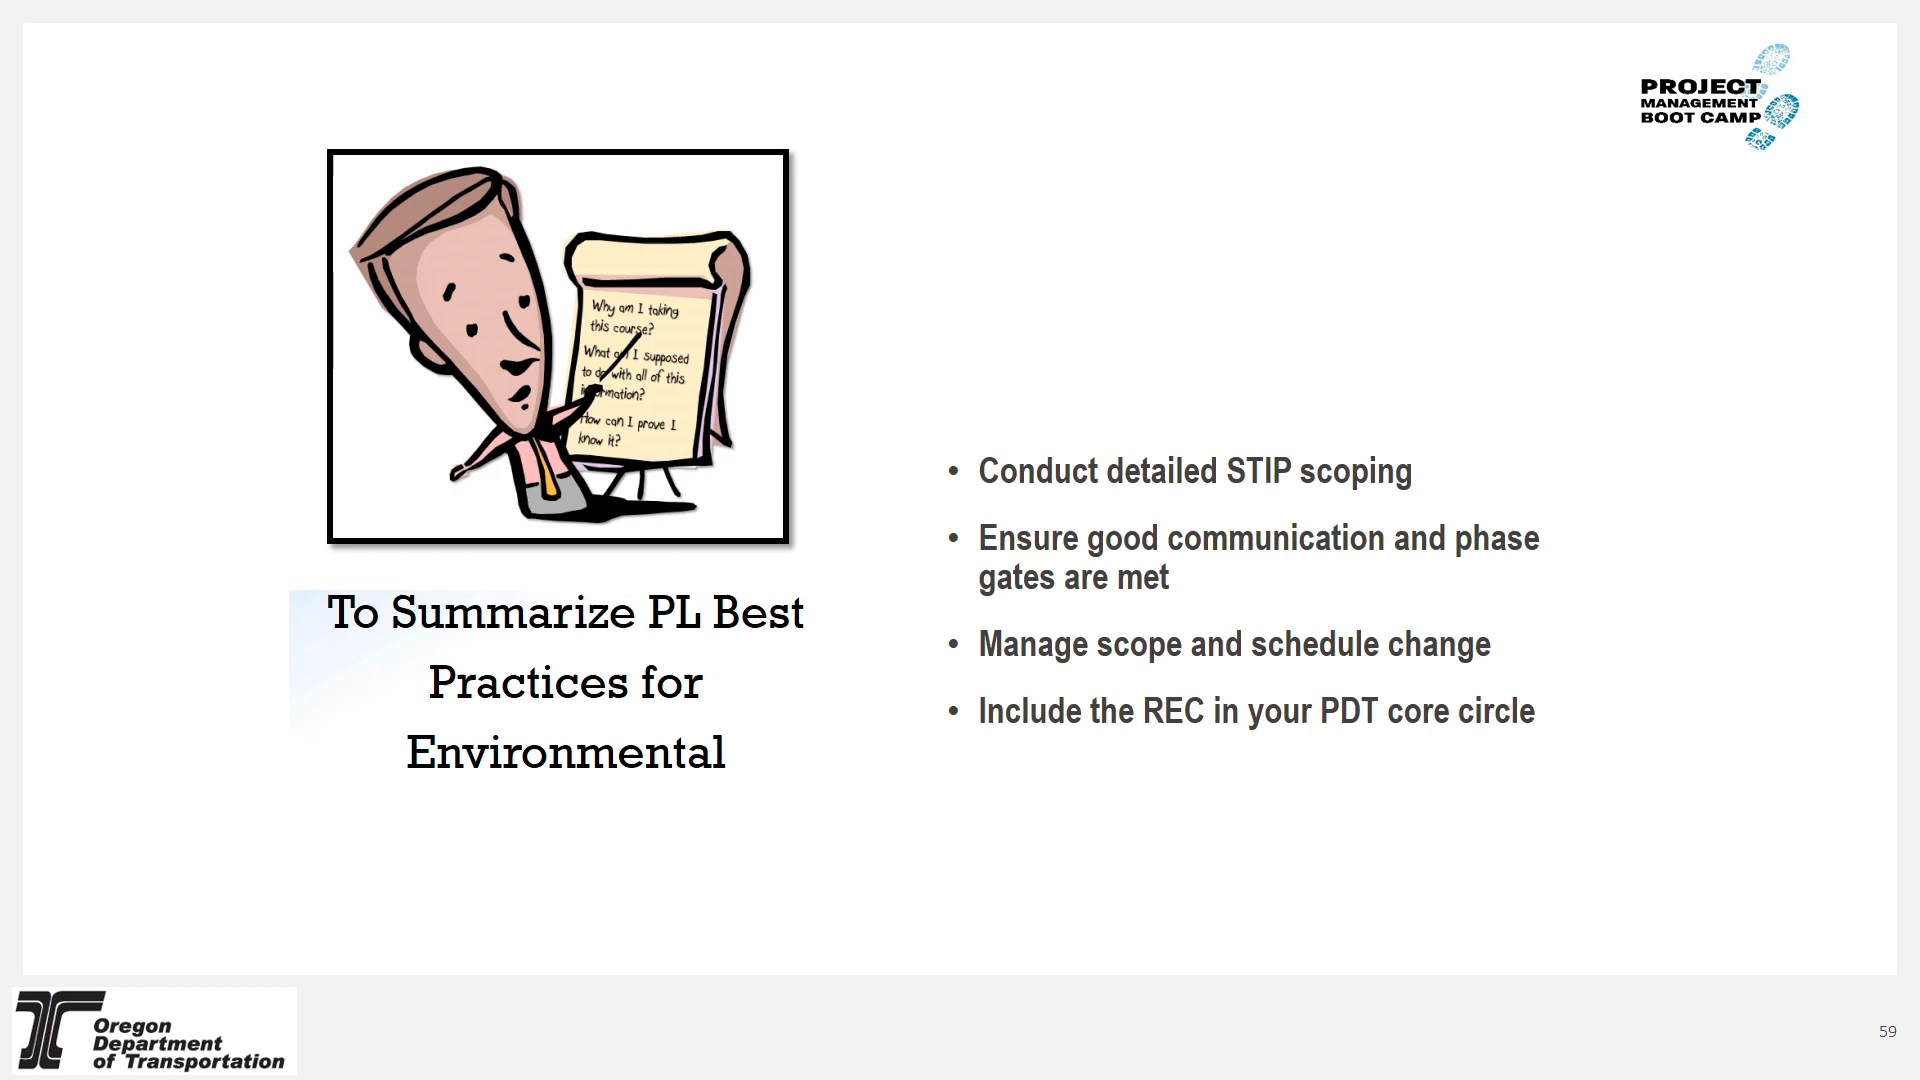 PROJECT
MANAGEMENT
BOOT CAMP
Why am I taking
this course?
What am I supposed
to do with all of this
information?
How can I prove I
know it?
To Summarize PL Best
Practices for
Environmental
• Conduct detailed STIP scoping
• Ensure good communication and phase
gates are met
• Manage scope and schedule change
• Include the REC in your PDT core circle
Oregon
Department
of Transportation
59